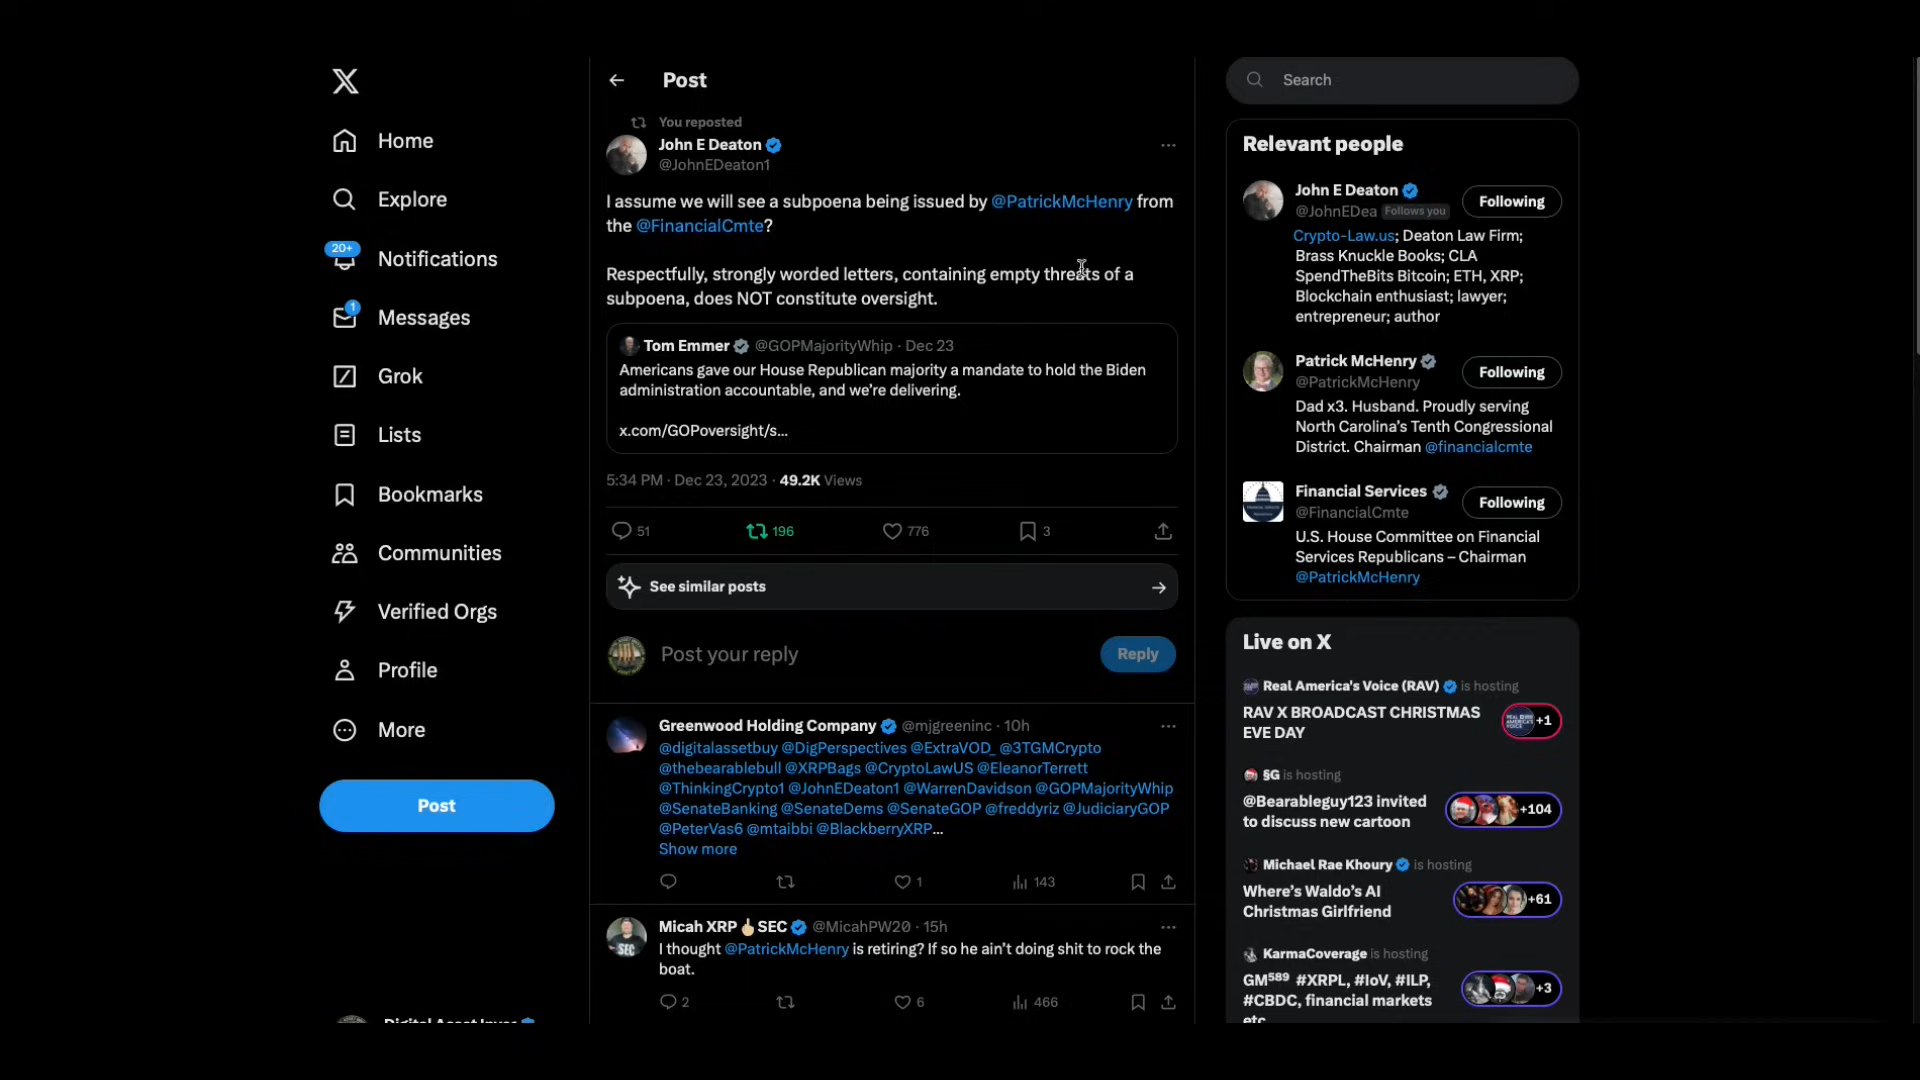 Home
Explore
20+
Notifications
1
Messages
Grok
Lists
Bookmarks
Communities
Verified Orgs
Profile
More
Post
Post
You reposted
John E Deaton
@JohnEDeaton1
I assume we will see a subpoena being issued by @PatrickMcHenry from
the @FinancialCmte?
Respectfully, strongly worded letters, containing empty threats of a
subpoena, does NOT constitute oversight.
Tom Emmer @GOPMajorityWhip · Dec 23
Americans gave our House Republican majority a mandate to hold the Biden
administration accountable, and we're delivering.
x.com/GOPoversight/s...
5:34 PM · Dec 23, 2023 · 49.2K Views
51 196 776 3
See similar posts
Post your reply
Reply
Greenwood Holding Company @mjgreeninc · 10h
@digitalassetbuy @DigPerspectives @ExtraVOD_ @3TGMCrypto
@thebearablebull @XRPBags @CryptoLawUS @EleanorTerrett
@ThinkingCrypto1 @JohnEDeaton1 @WarrenDavidson @GOPMajorityWhip
@SenateBanking @SenateDems @SenateGOP @freddyriz @JudiciaryGOP
@PeterVas6 @mtaibbi @BlackberryXRP...
Show more
1 143
Micah XRP🖕🏻SEC @MicahPW20 · 15h
I thought @PatrickMcHenry is retiring? If so he ain't doing shit to rock the
boat.
2 6 466
Search
Relevant people
John E Deaton
@JohnEDea Follows you
Following
Crypto-Law.us; Deaton Law Firm;
Brass Knuckle Books; CLA
SpendTheBits Bitcoin; ETH, XRP;
Blockchain enthusiast; lawyer;
entrepreneur; author
Patrick McHenry
@PatrickMcHenry
Following
Dad x3. Husband. Proudly serving
North Carolina's Tenth Congressional
District. Chairman @financialcmte
Financial Services
@FinancialCmte
Following
U.S. House Committee on Financial
Services Republicans – Chairman
@PatrickMcHenry
Live on X
Real America's Voice (RAV) is hosting
RAV X BROADCAST CHRISTMAS
EVE DAY
+1
§G is hosting
@Bearableguy123 invited
to discuss new cartoon
+104
Michael Rae Khoury is hosting
Where's Waldo's AI
Christmas Girlfriend
+61
KarmaCoverage is hosting
GM⁵⁸⁹ #XRPL, #IoV, #ILP,
#CBDC, financial markets
etc
+3